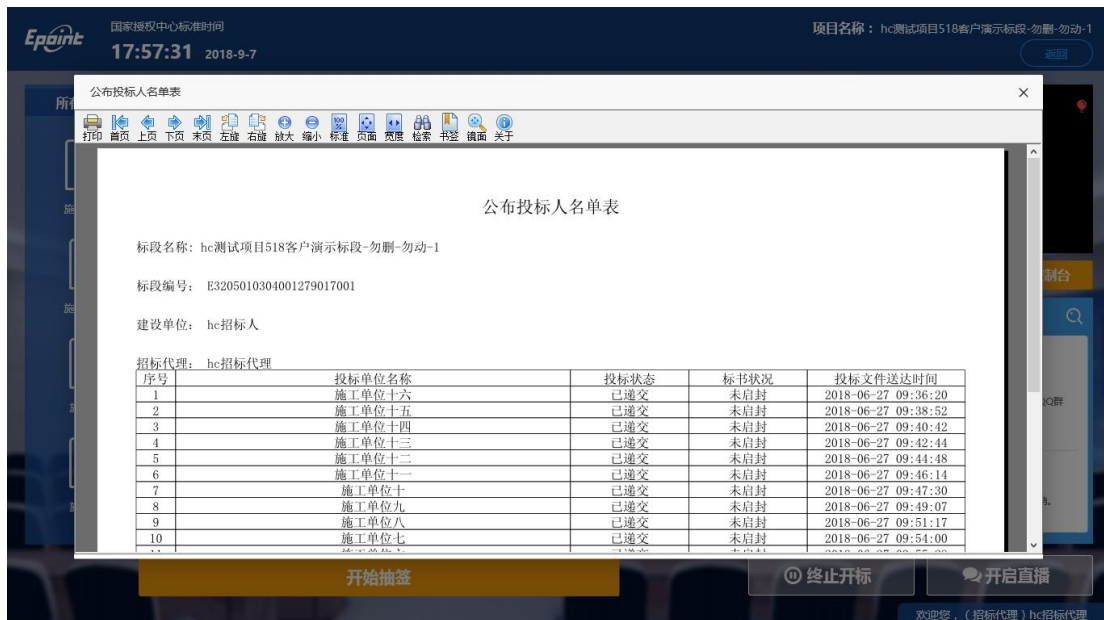 Epoint
国家授权中心标准时间
17:57:31 2018-9-7
项目名称：hc测试项目518客户演示标段-勿删-勿动-1
返回
公布投标人名单表
打印 首页 上页 下页 末页 左旋 右旋 放大 缩小 标准 页面 宽度 检索 书签 镜面 关于
公布投标人名单表
标段名称：hc测试项目518客户演示标段-勿删-勿动-1
标段编号： E3205010304001279017001
建设单位： hc招标人
招标代理： hc招标代理
序号 投标单位名称 投标状态 标书状况 投标文件送达时间
1 施工单位十六 已递交 未启封 2018-06-27 09:36:20
2 施工单位十五 已递交 未启封 2018-06-27 09:38:52
3 施工单位十四 已递交 未启封 2018-06-27 09:40:42
4 施工单位十三 已递交 未启封 2018-06-27 09:42:44
5 施工单位十二 已递交 未启封 2018-06-27 09:44:48
6 施工单位十一 已递交 未启封 2018-06-27 09:46:14
7 施工单位十 已递交 未启封 2018-06-27 09:47:30
8 施工单位九 已递交 未启封 2018-06-27 09:49:07
9 施工单位八 已递交 未启封 2018-06-27 09:51:17
10 施工单位七 已递交 未启封 2018-06-27 09:54:00
制台
QQ群
开始抽签
终止开标
开启直播
欢迎您，（招标代理）hc招标代理